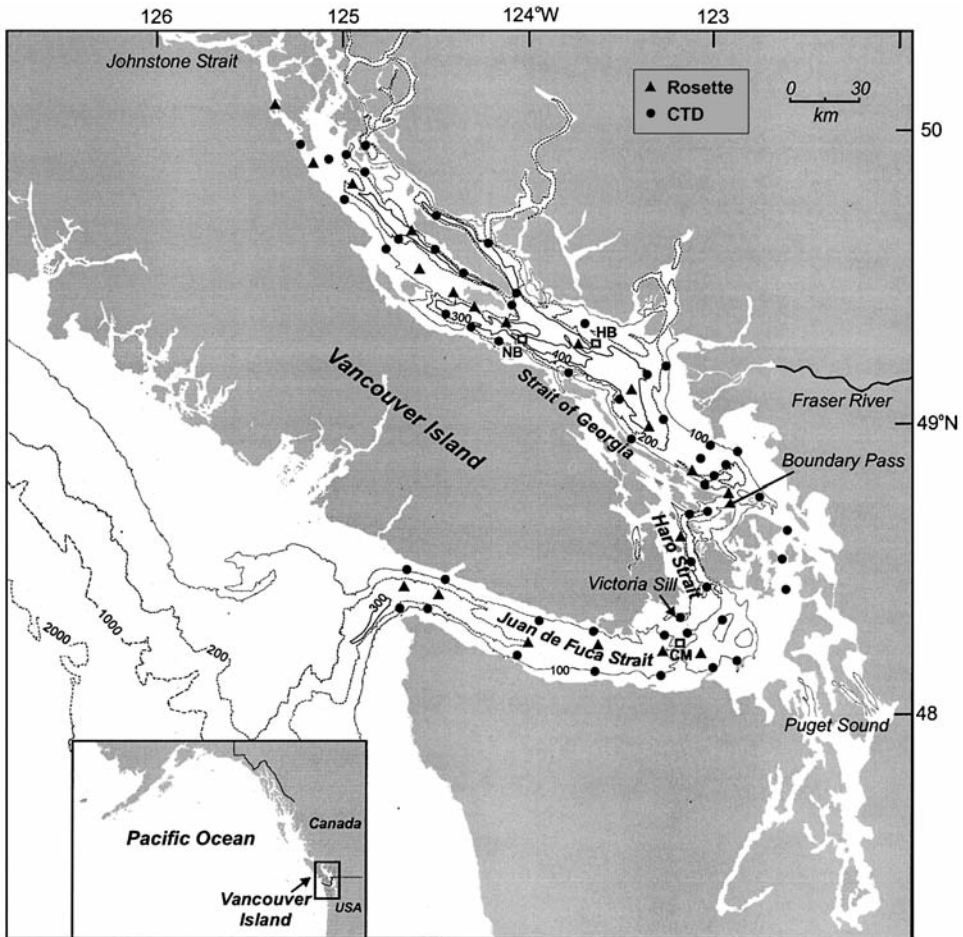 126
125
124°W
123
Johnstone Strait
Rosette
CTD
0
30
km
50
300
HB
NB
400
Vancouver Island
Strait of Georgia
200
100
Fraser River
49°N
Boundary Pass
Haro Strait
Victoria Sill
300
Juan de Fuca Strait
CM
2000
1000
200
100
48
Puget Sound
Pacific Ocean
Canada
Vancouver
Island
USA